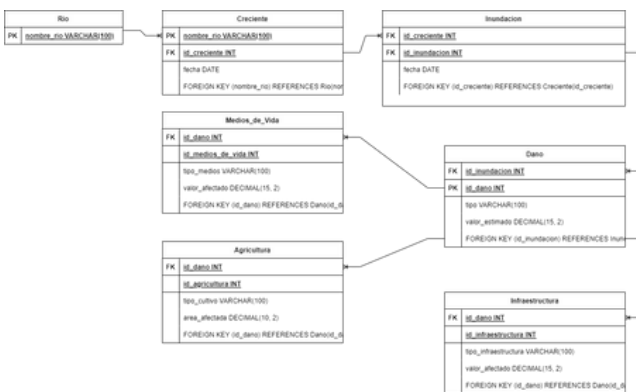 Rio
PK nombre_rio VARCHAR(100)
Creciente
PK nombre_rio VARCHAR(100)
FK id_creciente INT
fecha DATE
FOREIGN KEY (nombre_rio) REFERENCES Rio(nor
Inundacion
FK id_creciente INT
FK id_inundacion INT
fecha DATE
FOREIGN KEY (id_creciente) REFERENCES Creciente(id_creciente)
Medios_de_Vida
FK id_dano INT
id_medios_de_vida INT
tipo_medios VARCHAR(100)
valor_afectado DECIMAL(15, 2)
FOREIGN KEY (id_dano) REFERENCES Dano(id_d
Dano
FK id_inundacion INT
PK id_dano INT
tipo VARCHAR(100)
valor_estimado DECIMAL(15, 2)
FOREIGN KEY (id_inundacion) REFERENCES Inun
Agricultura
FK id_dano INT
id_agricultura INT
tipo_cultivo VARCHAR(100)
area_afectada DECIMAL(10, 2)
FOREIGN KEY (id_dano) REFERENCES Dano(id_d
Infraestructura
FK id_dano INT
id_infraestructura INT
tipo_infraestructura VARCHAR(100)
valor_afectado DECIMAL(15, 2)
FOREIGN KEY (id_dano) REFERENCES Dano(id_d